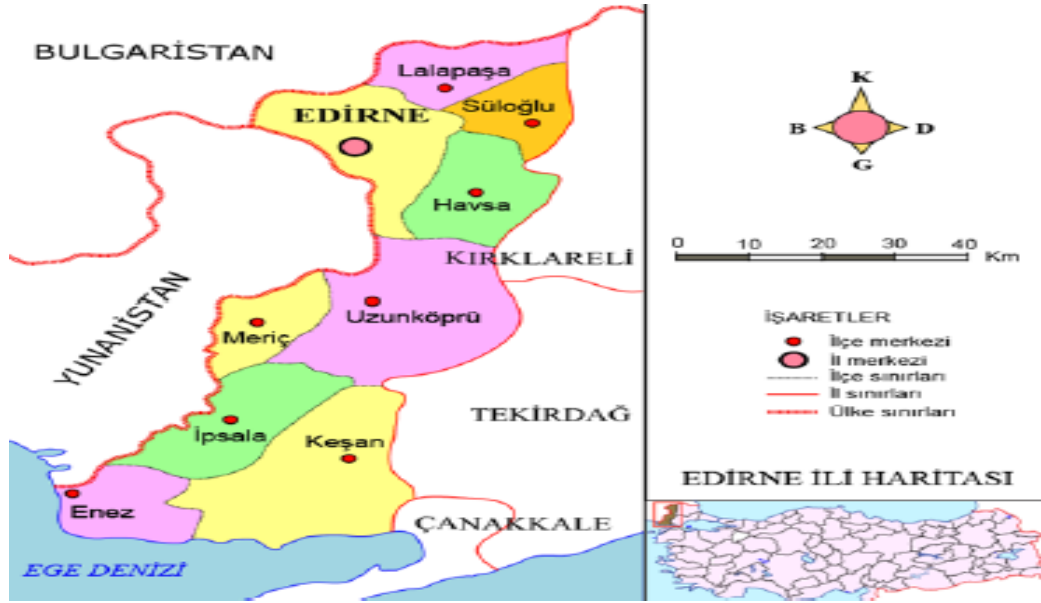 BULGARİSTAN
Lalapaşa
EDİRNE
Süloğlu
Havsa
KIRKLARELİ
YUNANİSTAN
Uzunköprü
Meriç
TEKİRDAĞ
İpsala
Keşan
Enez
ÇANAKKALE
EGE DENİZİ
K
B
D
G
0 10 20 30 40
Km
İŞARETLER
İlçe merkezi
İl merkezi
İlçe sınırları
İl sınırları
Ülke sınırları
EDİRNE İLİ HARİTASI